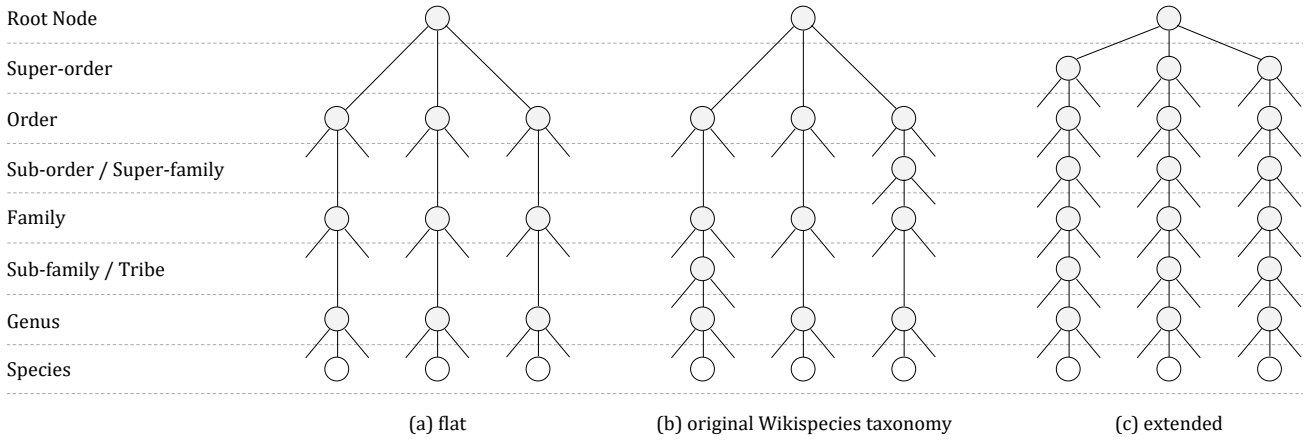 Root Node
Super-order
Order
Sub-order / Super-family
Family
Sub-family / Tribe
Genus
Species
(a) flat
(b) original Wikispecies taxonomy
(c) extended